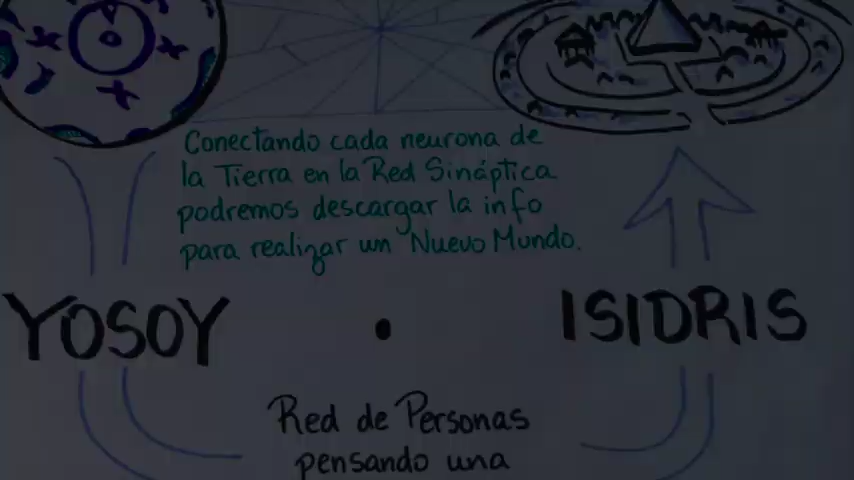 Conectando cada neurona de
la Tierra en la Red Sináptica
podremos descargar la info
para realizar un Nuevo Mundo.
YOSOY • ISIDRIS
Red de Personas
pensando una